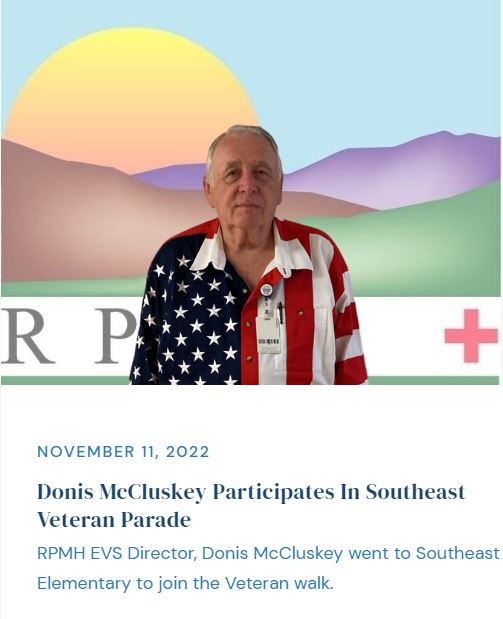 R P
NOVEMBER 11, 2022
Donis McCluskey Participates In Southeast
Veteran Parade
RPMH EVS Director, Donis McCluskey went to Southeast
Elementary to join the Veteran walk.